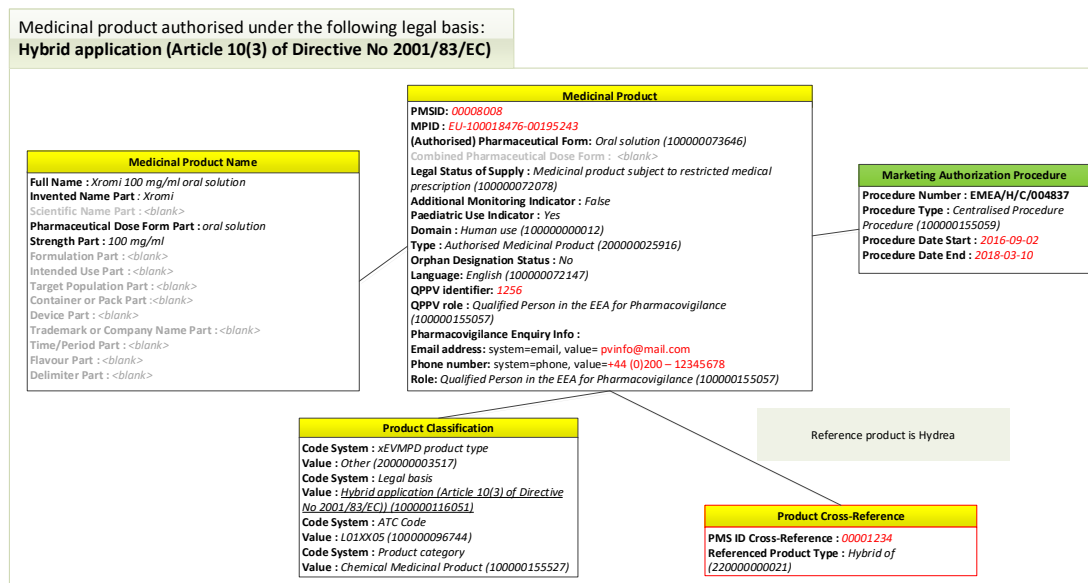 Medicinal product authorised under the following legal basis:
Hybrid application (Article 10(3) of Directive No 2001/83/EC)
Medicinal Product
PMSID: 00008008
MPID : EU-100018476-00195243
(Authorised) Pharmaceutical Form: Oral solution (100000073646)
Combined Pharmaceutical Dose Form : <blank>
Legal Status of Supply : Medicinal product subject to restricted medical
prescription (100000072078)
Additional Monitoring Indicator : False
Paediatric Use Indicator : Yes
Domain : Human use (100000000012)
Type : Authorised Medicinal Product (200000025916)
Orphan Designation Status : No
Language: English (100000072147)
QPPV identifier: 1256
QPPV role : Qualified Person in the EEA for Pharmacovigilance
(100000155057)
Pharmacovigilance Enquiry Info :
Email address: system=email, value= pvinfo@mail.com
Phone number: system=phone, value=+44 (0)200 – 12345678
Role: Qualified Person in the EEA for Pharmacovigilance (100000155057)
Medicinal Product Name
Full Name : Xromi 100 mg/ml oral solution
Invented Name Part : Xromi
Scientific Name Part : <blank>
Pharmaceutical Dose Form Part : oral solution
Strength Part : 100 mg/ml
Formulation Part : <blank>
Intended Use Part : <blank>
Target Population Part : <blank>
Container or Pack Part :<blank>
Device Part : <blank>
Trademark or Company Name Part : <blank>
Time/Period Part : <blank>
Flavour Part : <blank>
Delimiter Part : <blank>
Marketing Authorization Procedure
Procedure Number : EMEA/H/C/004837
Procedure Type : Centralised Procedure
Procedure (100000155059)
Procedure Date Start : 2016-09-02
Procedure Date End : 2018-03-10
Product Classification
Code System : xEVMPD product type
Value : Other (200000003517)
Code System : Legal basis
Value : Hybrid application (Article 10(3) of Directive
No 2001/83/EC)) (100000116051)
Code System : ATC Code
Value : L01XX05 (100000096744)
Code System : Product category
Value : Chemical Medicinal Product (100000155527)
Reference product is Hydrea
Product Cross-Reference
PMS ID Cross-Reference : 00001234
Referenced Product Type : Hybrid of
(220000000021)